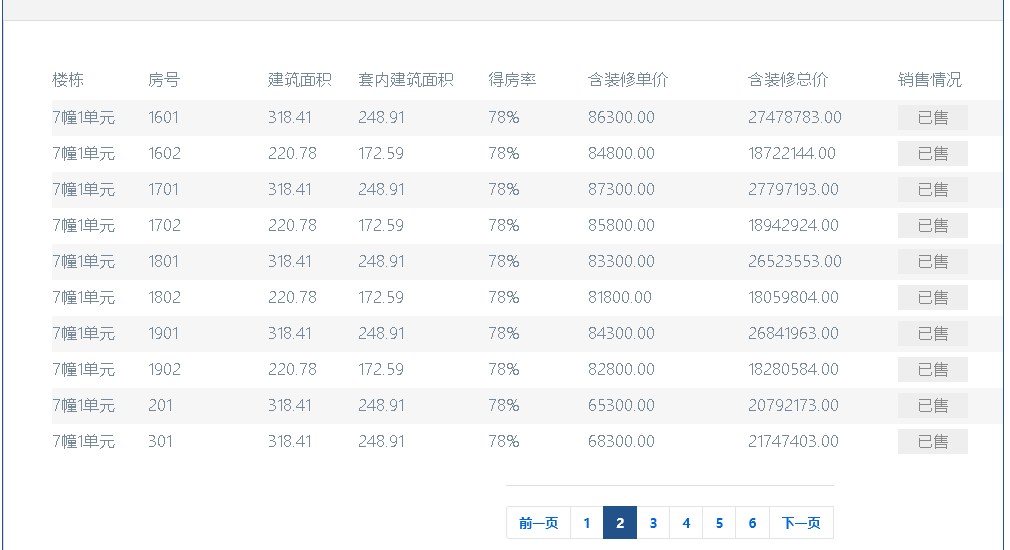 楼栋 房号 建筑面积 套内建筑面积 得房率 含装修单价 含装修总价 销售情况
7幢1单元 1601 318.41 248.91 78% 86300.00 27478783.00 已售
7幢1单元 1602 220.78 172.59 78% 84800.00 18722144.00 已售
7幢1单元 1701 318.41 248.91 78% 87300.00 27797193.00 已售
7幢1单元 1702 220.78 172.59 78% 85800.00 18942924.00 已售
7幢1单元 1801 318.41 248.91 78% 83300.00 26523553.00 已售
7幢1单元 1802 220.78 172.59 78% 81800.00 18059804.00 已售
7幢1单元 1901 318.41 248.91 78% 84300.00 26841963.00 已售
7幢1单元 1902 220.78 172.59 78% 82800.00 18280584.00 已售
7幢1单元 201 318.41 248.91 78% 65300.00 20792173.00 已售
7幢1单元 301 318.41 248.91 78% 68300.00 21747403.00 已售
前一页 1 2 3 4 5 6 下一页